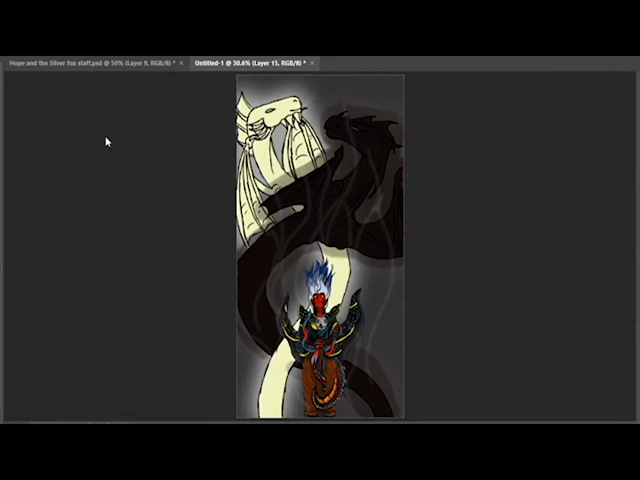 Hope and the Silver fox staff.psd @ 50% (Layer 9, RGB/8) * ×
Untitled-1 @ 30.6% (Layer 15, RGB/8) * ×